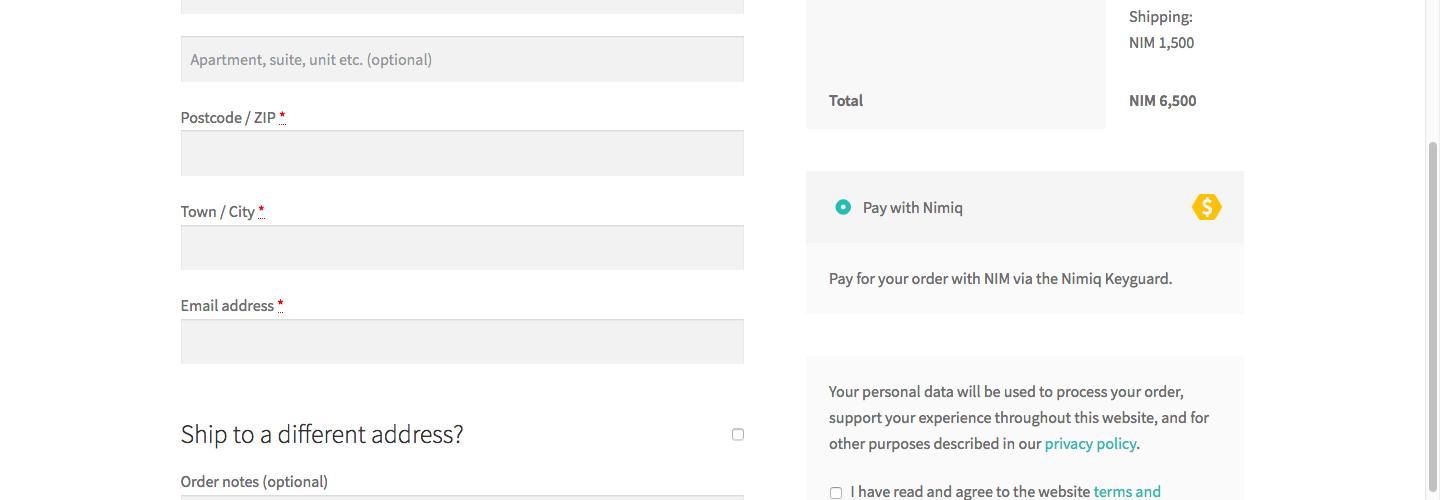 Apartment, suite, unit etc. (optional)
Postcode / ZIP *
Town / City *
Email address *
Ship to a different address?
Order notes (optional)
Shipping:
NIM 1,500
Total NIM 6,500
Pay with Nimiq $
Pay for your order with NIM via the Nimiq Keyguard.
Your personal data will be used to process your order,
support your experience throughout this website, and for
other purposes described in our privacy policy.
I have read and agree to the website terms and